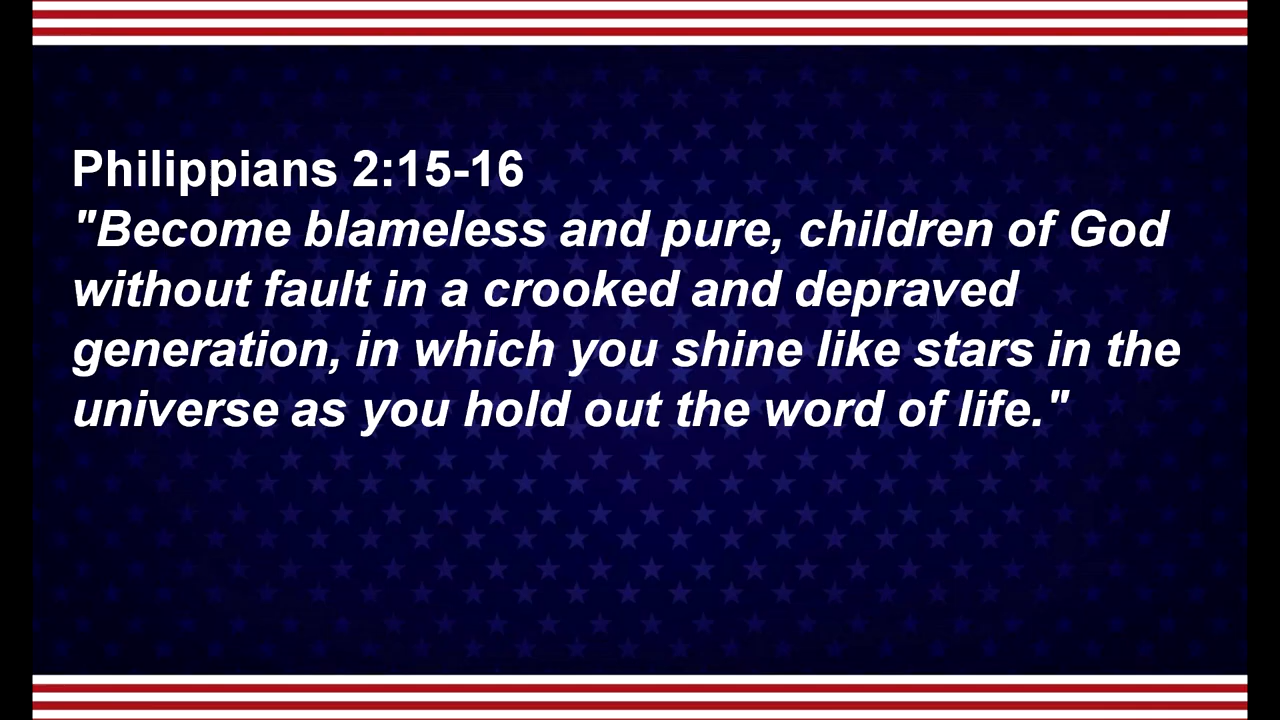 Philippians 2:15-16
"Become blameless and pure, children of God
without fault in a crooked and depraved
generation, in which you shine like stars in the
universe as you hold out the word of life."